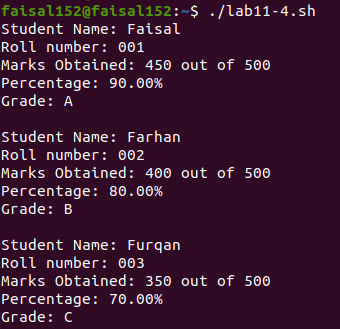 faisal152@faisal152:~$ ./lab11-4.sh
Student Name: Faisal
Roll number: 001
Marks Obtained: 450 out of 500
Percentage: 90.00%
Grade: A
Student Name: Farhan
Roll number: 002
Marks Obtained: 400 out of 500
Percentage: 80.00%
Grade: B
Student Name: Furqan
Roll number: 003
Marks Obtained: 350 out of 500
Percentage: 70.00%
Grade: C